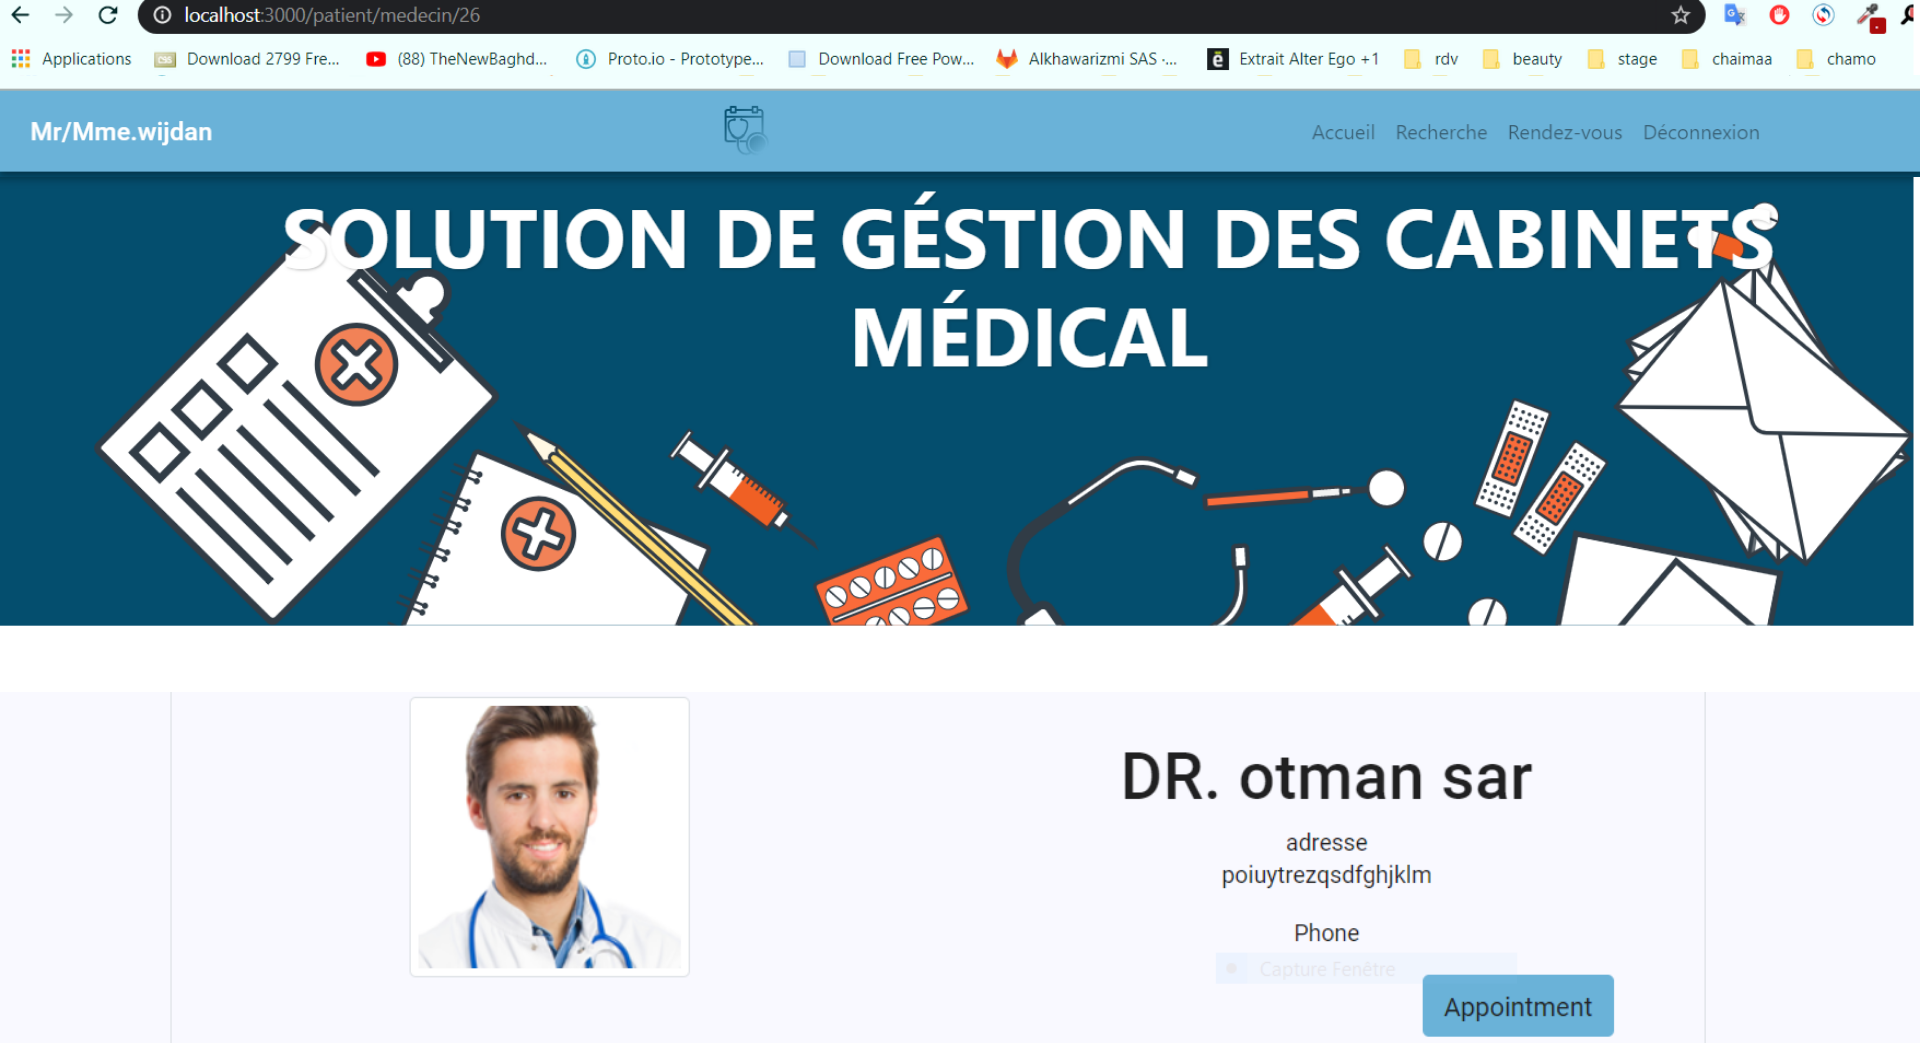 localhost:3000/patient/medecin/26
Applications Download 2799 Fre... (88) TheNewBaghd... Proto.io - Prototype... Download Free Pow... Alkhawarizmi SAS -... Extrait Alter Ego +1 rdv beauty stage chaimaa chamo
Mr/Mme.wijdan Accueil Recherche Rendez-vous Déconnexion
SOLUTION DE GÉSTION DES CABINETS
MÉDICAL
DR. otman sar
adresse
poiuytrezqsdfghjklm
Phone
Capture Fenêtre
Appointment